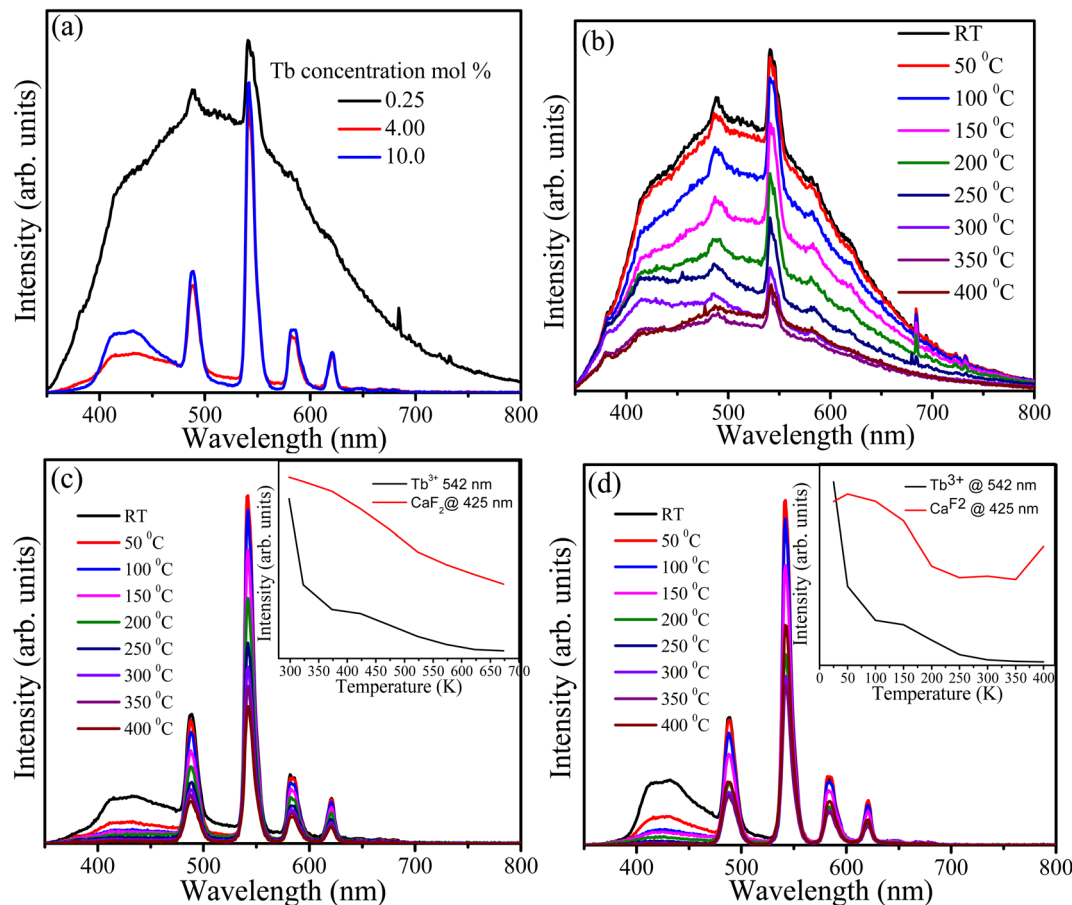 (a)
Tb concentration mol %
0.25
4.00
10.0
Intensity (arb. units)
400 500 600 700 800
Wavelength (nm)
(b)
RT
50 ⁰C
100 ⁰C
150 ⁰C
200 ⁰C
250 ⁰C
300 ⁰C
350 ⁰C
400 ⁰C
Intensity (arb. units)
400 500 600 700 800
Wavelength (nm)
(c)
RT
50 ⁰C
100 ⁰C
150 ⁰C
200 ⁰C
250 ⁰C
300 ⁰C
350 ⁰C
400 ⁰C
Tb³⁺ 542 nm
CaF₂@ 425 nm
Intensity (arb. units)
300 350 400 450 500 550 600 650 700
Temperature (K)
Intensity (arb. units)
400 500 600 700 800
Wavelength (nm)
(d)
RT
50 ⁰C
100 ⁰C
150 ⁰C
200 ⁰C
250 ⁰C
300 ⁰C
350 ⁰C
400 ⁰C
Tb³⁺ @ 542 nm
CaF2 @ 425 nm
Intensity (arb. units)
0 50 100 150 200 250 300 350 400
Temperature (K)
Intensity (arb. units)
400 500 600 700 800
Wavelength (nm)